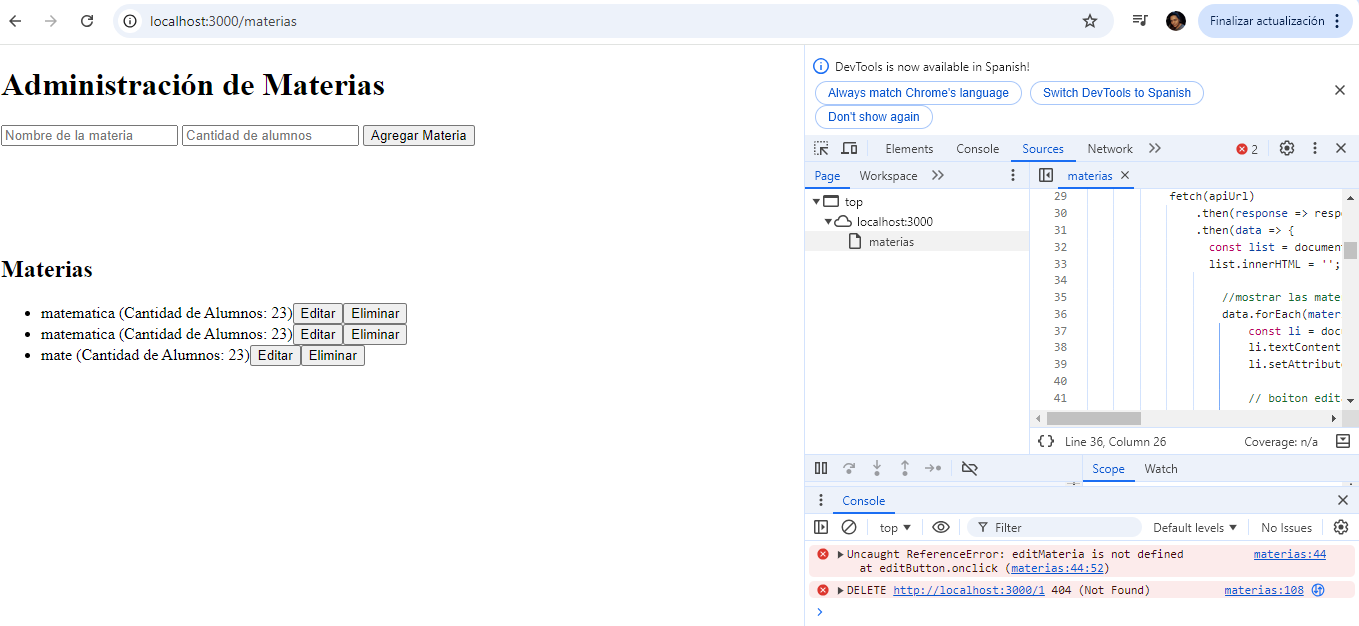 localhost:3000/materias
Finalizar actualización
Administración de Materias
Nombre de la materia
Cantidad de alumnos
Agregar Materia
Materias
matematica (Cantidad de Alumnos: 23) Editar Eliminar
matematica (Cantidad de Alumnos: 23) Editar Eliminar
mate (Cantidad de Alumnos: 23) Editar Eliminar
DevTools is now available in Spanish!
Always match Chrome's language
Switch DevTools to Spanish
Don't show again
Elements Console Sources Network 2
Page Workspace
materias
top
localhost:3000
materias
29 fetch(apiUrl)
30 .then(response => resp
31 .then(data => {
32 const list = documen
33 list.innerHTML = '';
34
35 //mostrar las mate
36 data.forEach(mater
37 const li = doc
38 li.textContent
39 li.setAttribut
40
41 // boiton edit
Line 36, Column 26
Coverage: n/a
Scope Watch
Console
top
Filter
Default levels
No Issues
Uncaught ReferenceError: editMateria is not defined materias:44
at editButton.onclick (materias:44:52)
DELETE http://localhost:3000/1 404 (Not Found) materias:108